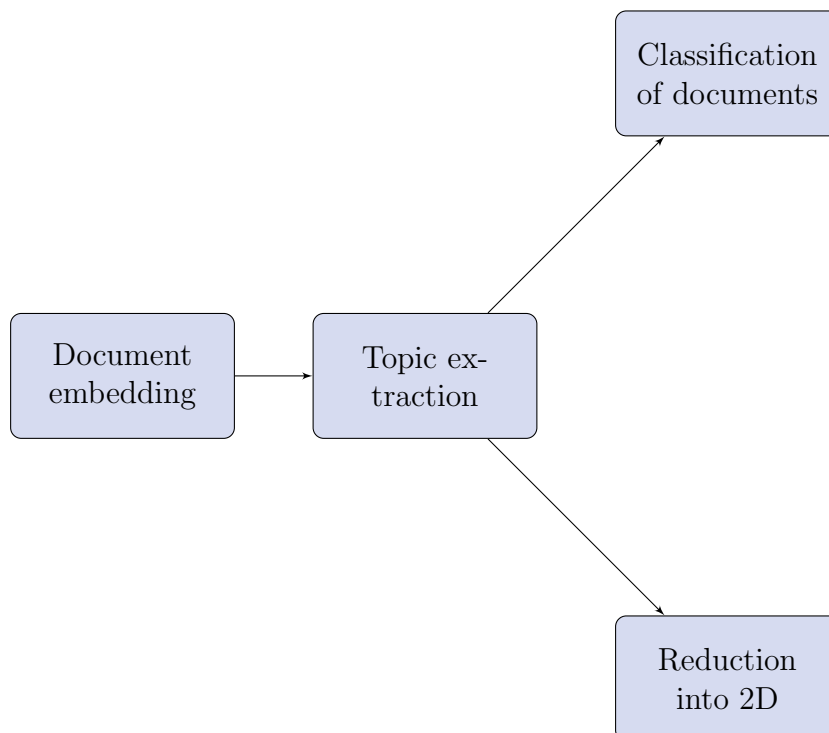 Classification
of documents
Document
embedding
Topic ex-
traction
Reduction
into 2D